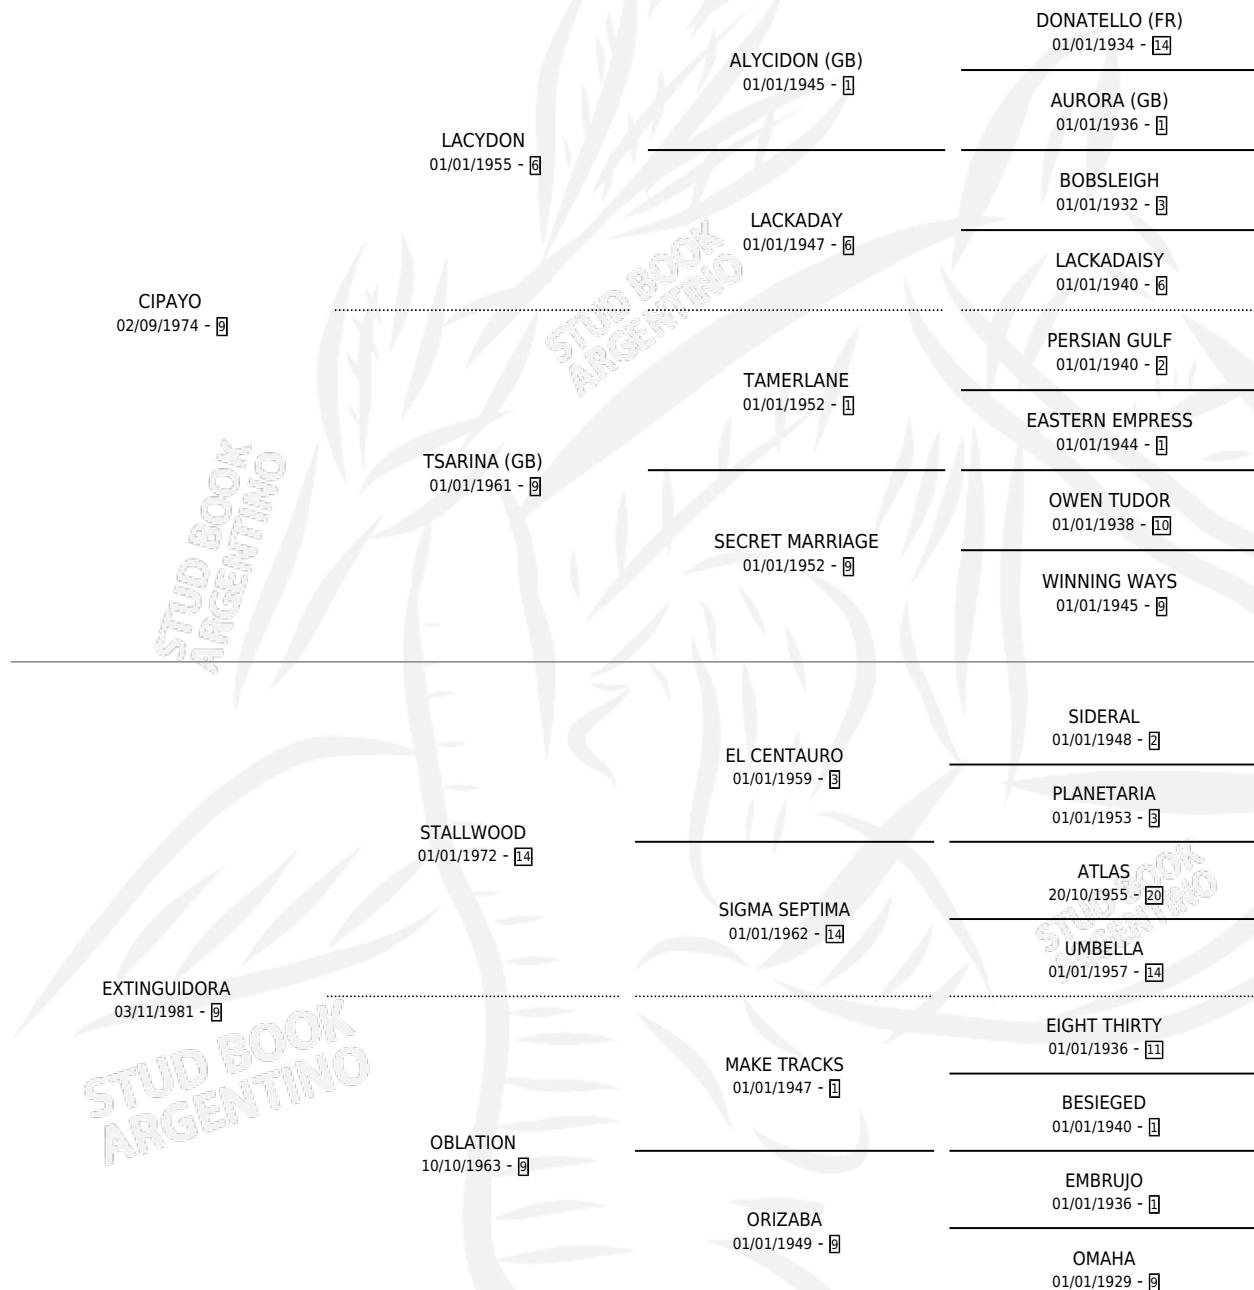 DONATELLO (FR)
01/01/1934 - 14
ALYCIDON (GB)
01/01/1945 - 1
AURORA (GB)
01/01/1936 - 1
LACYDON
01/01/1955 - 6
BOBSLEIGH
01/01/1932 - 3
LACKADAY
01/01/1947 - 6
LACKADAISY
01/01/1940 - 6
CIPAYO
02/09/1974 - 9
PERSIAN GULF
01/01/1940 - 2
TAMERLANE
01/01/1952 - 1
EASTERN EMPRESS
01/01/1944 - 1
TSARINA (GB)
01/01/1961 - 9
OWEN TUDOR
01/01/1938 - 10
SECRET MARRIAGE
01/01/1952 - 9
WINNING WAYS
01/01/1945 - 9
SIDERAL
01/01/1948 - 2
EL CENTAURO
01/01/1959 - 3
PLANETARIA
01/01/1953 - 3
STALLWOOD
01/01/1972 - 14
ATLAS
20/10/1955 - 20
SIGMA SEPTIMA
01/01/1962 - 14
UMBELLA
01/01/1957 - 14
EXTINGUIDORA
03/11/1981 - 9
EIGHT THIRTY
01/01/1936 - 11
MAKE TRACKS
01/01/1947 - 1
BESIEGED
01/01/1940 - 1
OBLATION
10/10/1963 - 9
EMBRUJO
01/01/1936 - 1
ORIZABA
01/01/1949 - 9
OMAHA
01/01/1929 - 9
STUD BOOK
ARGENTINO
STUD BOOK
ARGENTINO
STUD BOOK
ARGENTINO
STUD BOOK
ARGENTINO